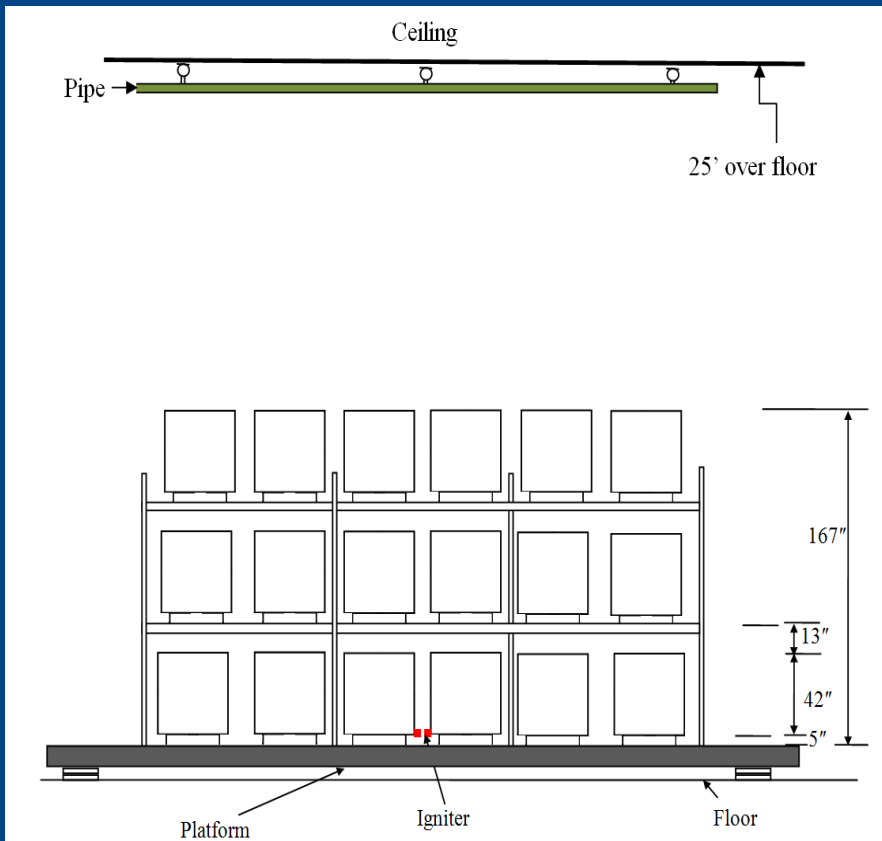 Ceiling
Pipe
25’ over floor
167″
13″
42″
5″
Igniter
Floor
Platform